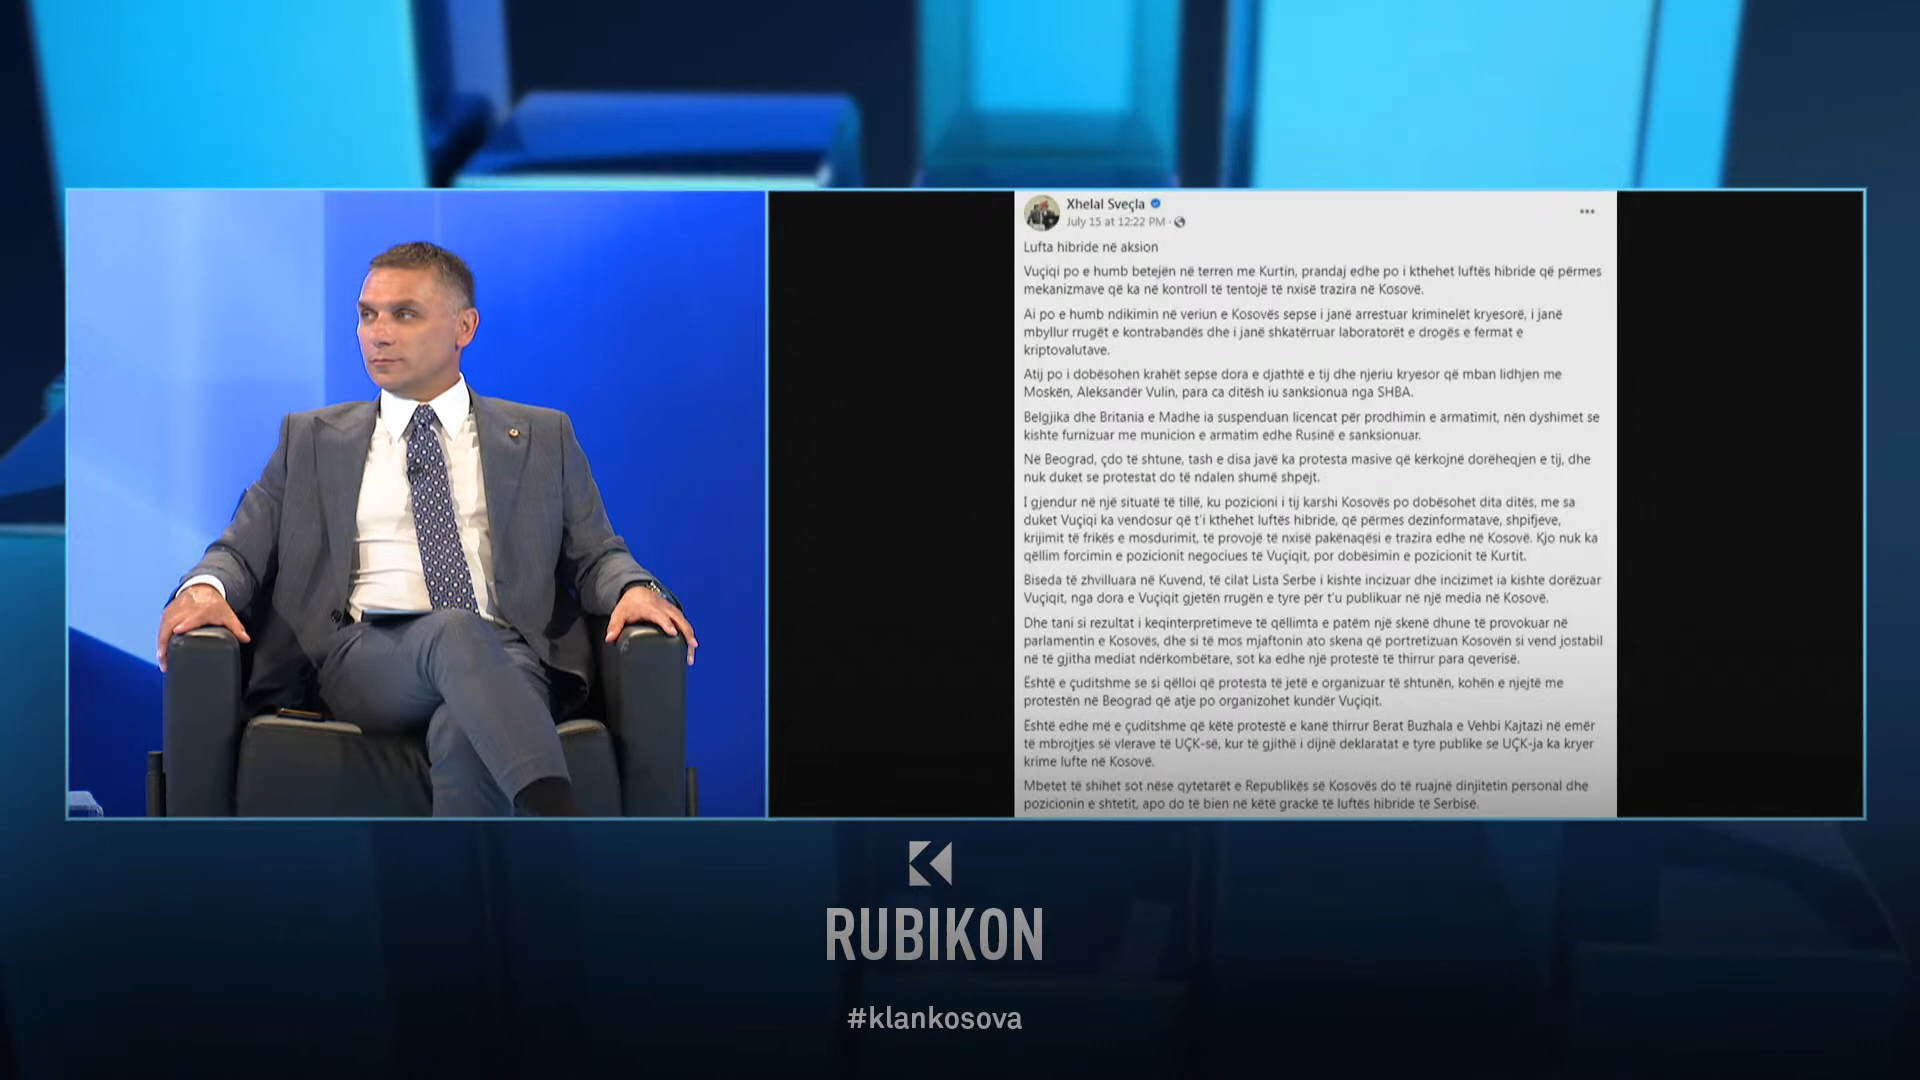 Xhelal Sveçla
July 15 at 12:22 PM ·
Lufta hibride në aksion
Vuçiqi po e humb betejën në terren me Kurtin, prandaj edhe po i kthehet luftës hibride që përmes
mekanizmave që ka në kontroll të tentojë të nxisë trazira në Kosovë.
Ai po e humb ndikimin në veriun e Kosovës sepse i janë arrestuar kriminelët kryesorë, i janë
mbyllur rrugët e kontrabandës dhe i janë shkatërruar laboratorët e drogës e fermat e
kriptovalutave.
Atij po i dobësohen krahët sepse dora e djathtë e tij dhe njeriu kryesor që mban lidhjen me
Moskën, Aleksandër Vulin, para ca ditësh iu sanksionua nga SHBA.
Belgjika dhe Britania e Madhe ia suspenduan licencat për prodhimin e armatimit, nën dyshimet se
kishte furnizuar me municion e armatim edhe Rusinë e sanksionuar.
Në Beograd, çdo të shtune, tash e disa javë ka protesta masive që kërkojnë dorëheqjen e tij, dhe
nuk duket se protestat do të ndalen shumë shpejt.
I gjendur në një situatë të tillë, ku pozicioni i tij karshi Kosovës po dobësohet dita ditës, me sa
duket Vuçiqi ka vendosur që t'i kthehet luftës hibride, që përmes dezinformatave, shpifjeve,
krijimit të frikës e mosdurimit, të provojë të nxisë pakënaqësi e trazira edhe në Kosovë. Kjo nuk ka
qëllim forcimin e pozicionit negociues të Vuçiqit, por dobësimin e pozicionit të Kurtit.
Biseda të zhvilluara në Kuvend, të cilat Lista Serbe i kishte incizuar dhe incizimet ia kishte dorëzuar
Vuçiqit, nga dora e Vuçiqit gjetën rrugën e tyre për t'u publikuar në një media në Kosovë.
Dhe tani si rezultat i keqinterpretimeve të qëllimta e patëm një skenë dhune të provokuar në
parlamentin e Kosovës, dhe si të mos mjaftonin ato skena që portretizuan Kosovën si vend jostabil
në të gjitha mediat ndërkombëtare, sot ka edhe një protestë të thirrur para qeverisë.
Është e çuditshme se si qëlloi që protesta të jetë e organizuar të shtunën, kohën e njejtë me
protestën në Beograd që atje po organizohet kundër Vuçiqit.
Është edhe më e çuditshme që këtë protestë e kanë thirrur Berat Buzhala e Vehbi Kajtazi në emër
të mbrojtjes së vlerave të UÇK-së, kur të gjithë i dijnë deklaratat e tyre publike se UÇK-ja ka kryer
krime lufte në Kosovë.
Mbetet të shihet sot nëse qytetarët e Republikës së Kosovës do të ruajnë dinjitetin personal dhe
pozicionin e shtetit, apo do të bien në këtë grackë të luftës hibride të Serbisë.
RUBIKON
#klankosova